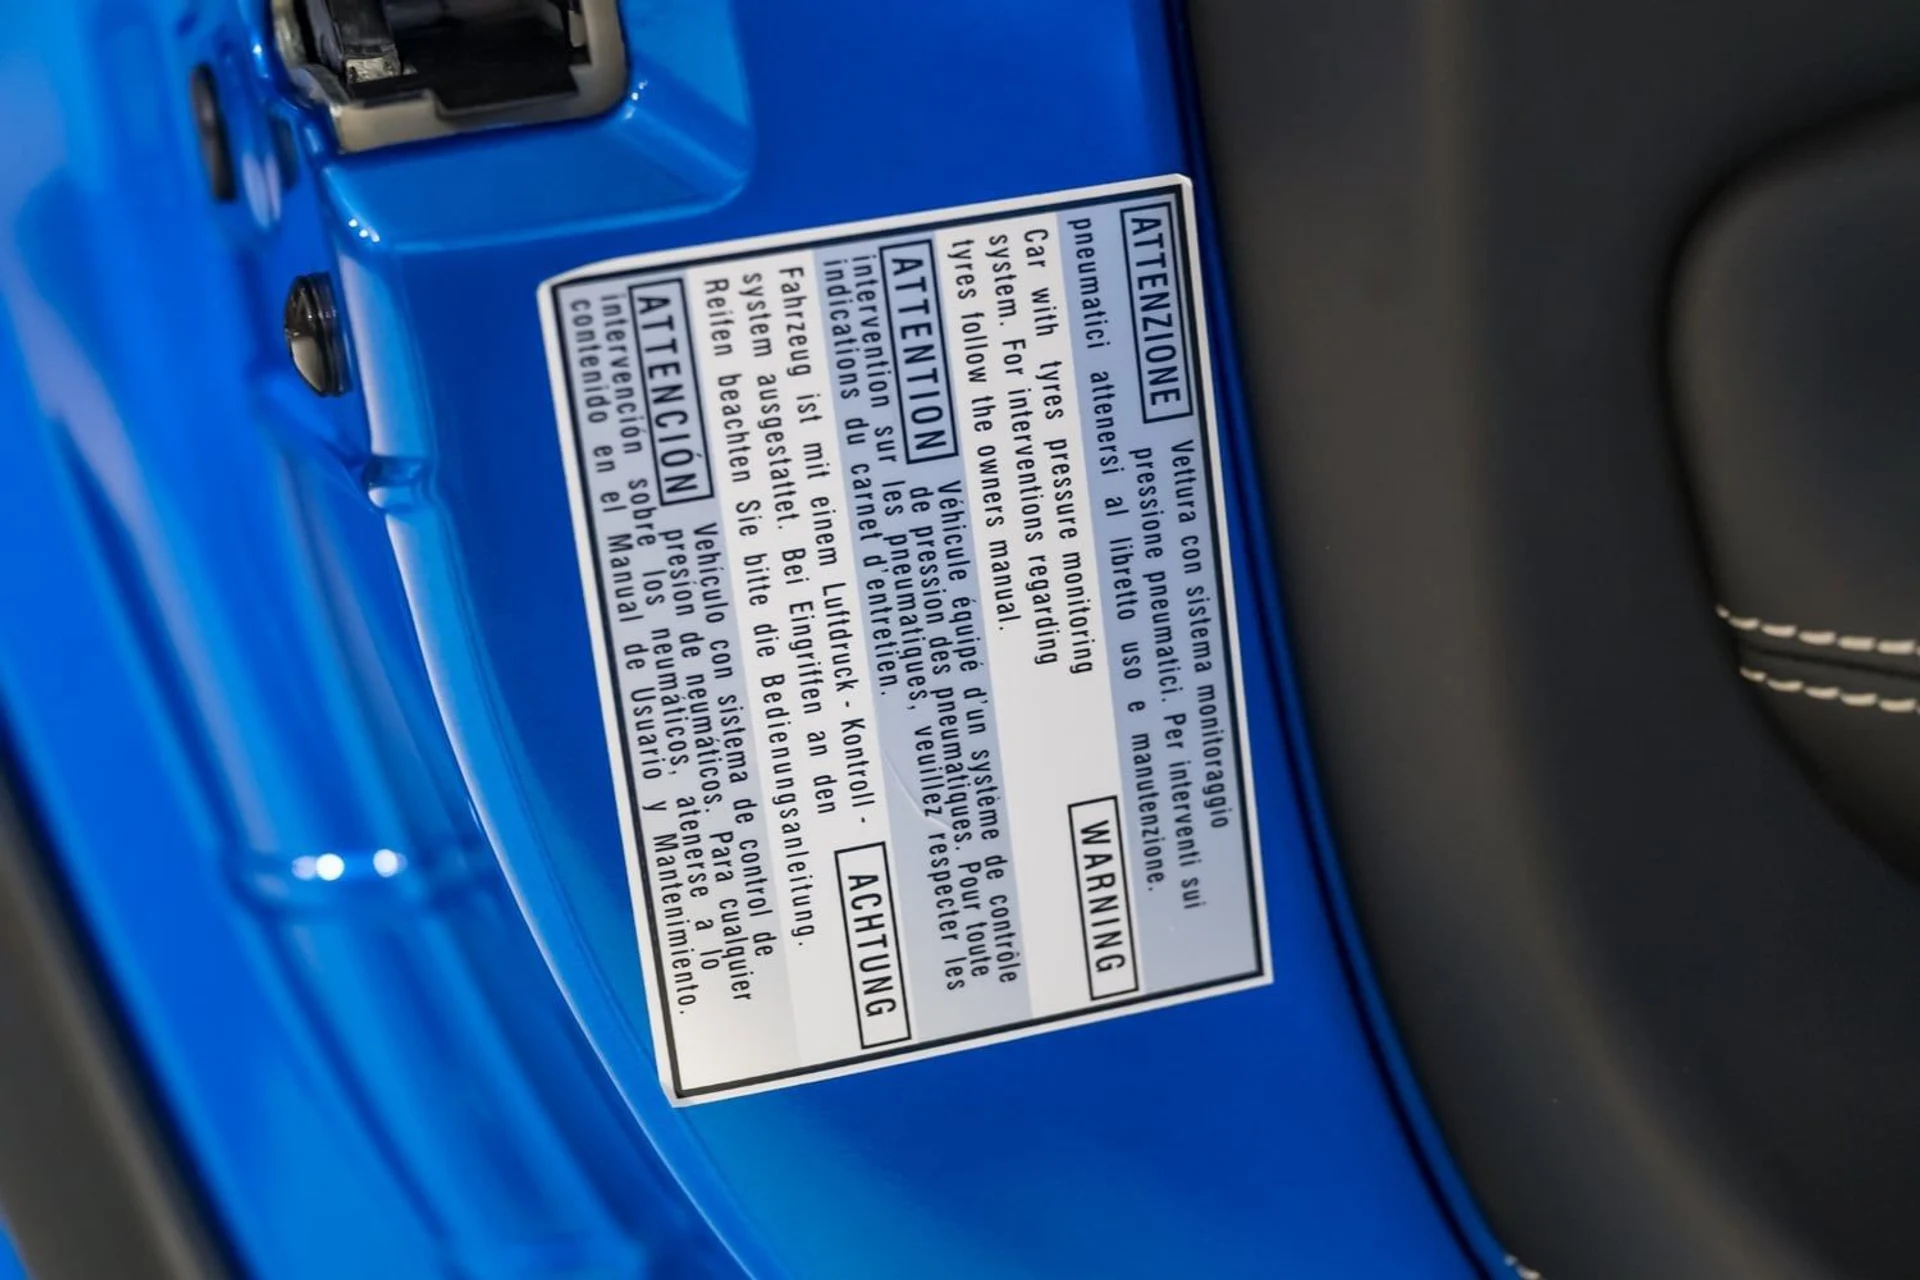 ATTENZIONE Vettura con sistema monitoraggio
pressione pneumatici. Per interventi sui
pneumatici attenersi al libretto uso e manutenzione.
Car with tyres pressure monitoring WARNING
system. For interventions regarding
tyres follow the owners manual.
ATTENTION Véhicule équipé d'un système de contrôle
de pression des pneumatiques. Pour toute
intervention sur les pneumatiques, veuillez respecter les
indications du carnet d'entretien.
Fahrzeug ist mit einem Luftdruck - Kontroll - ACHTUNG
system ausgestattet. Bei Eingriffen an den
Reifen beachten Sie bitte die Bedienungsanleitung.
ATENCIÓN Vehículo con sistema de control de
presión de neumáticos. Para cualquier
intervención sobre los neumáticos, atenerse a lo
contenido en el Manual de Usuario y Mantenimiento.